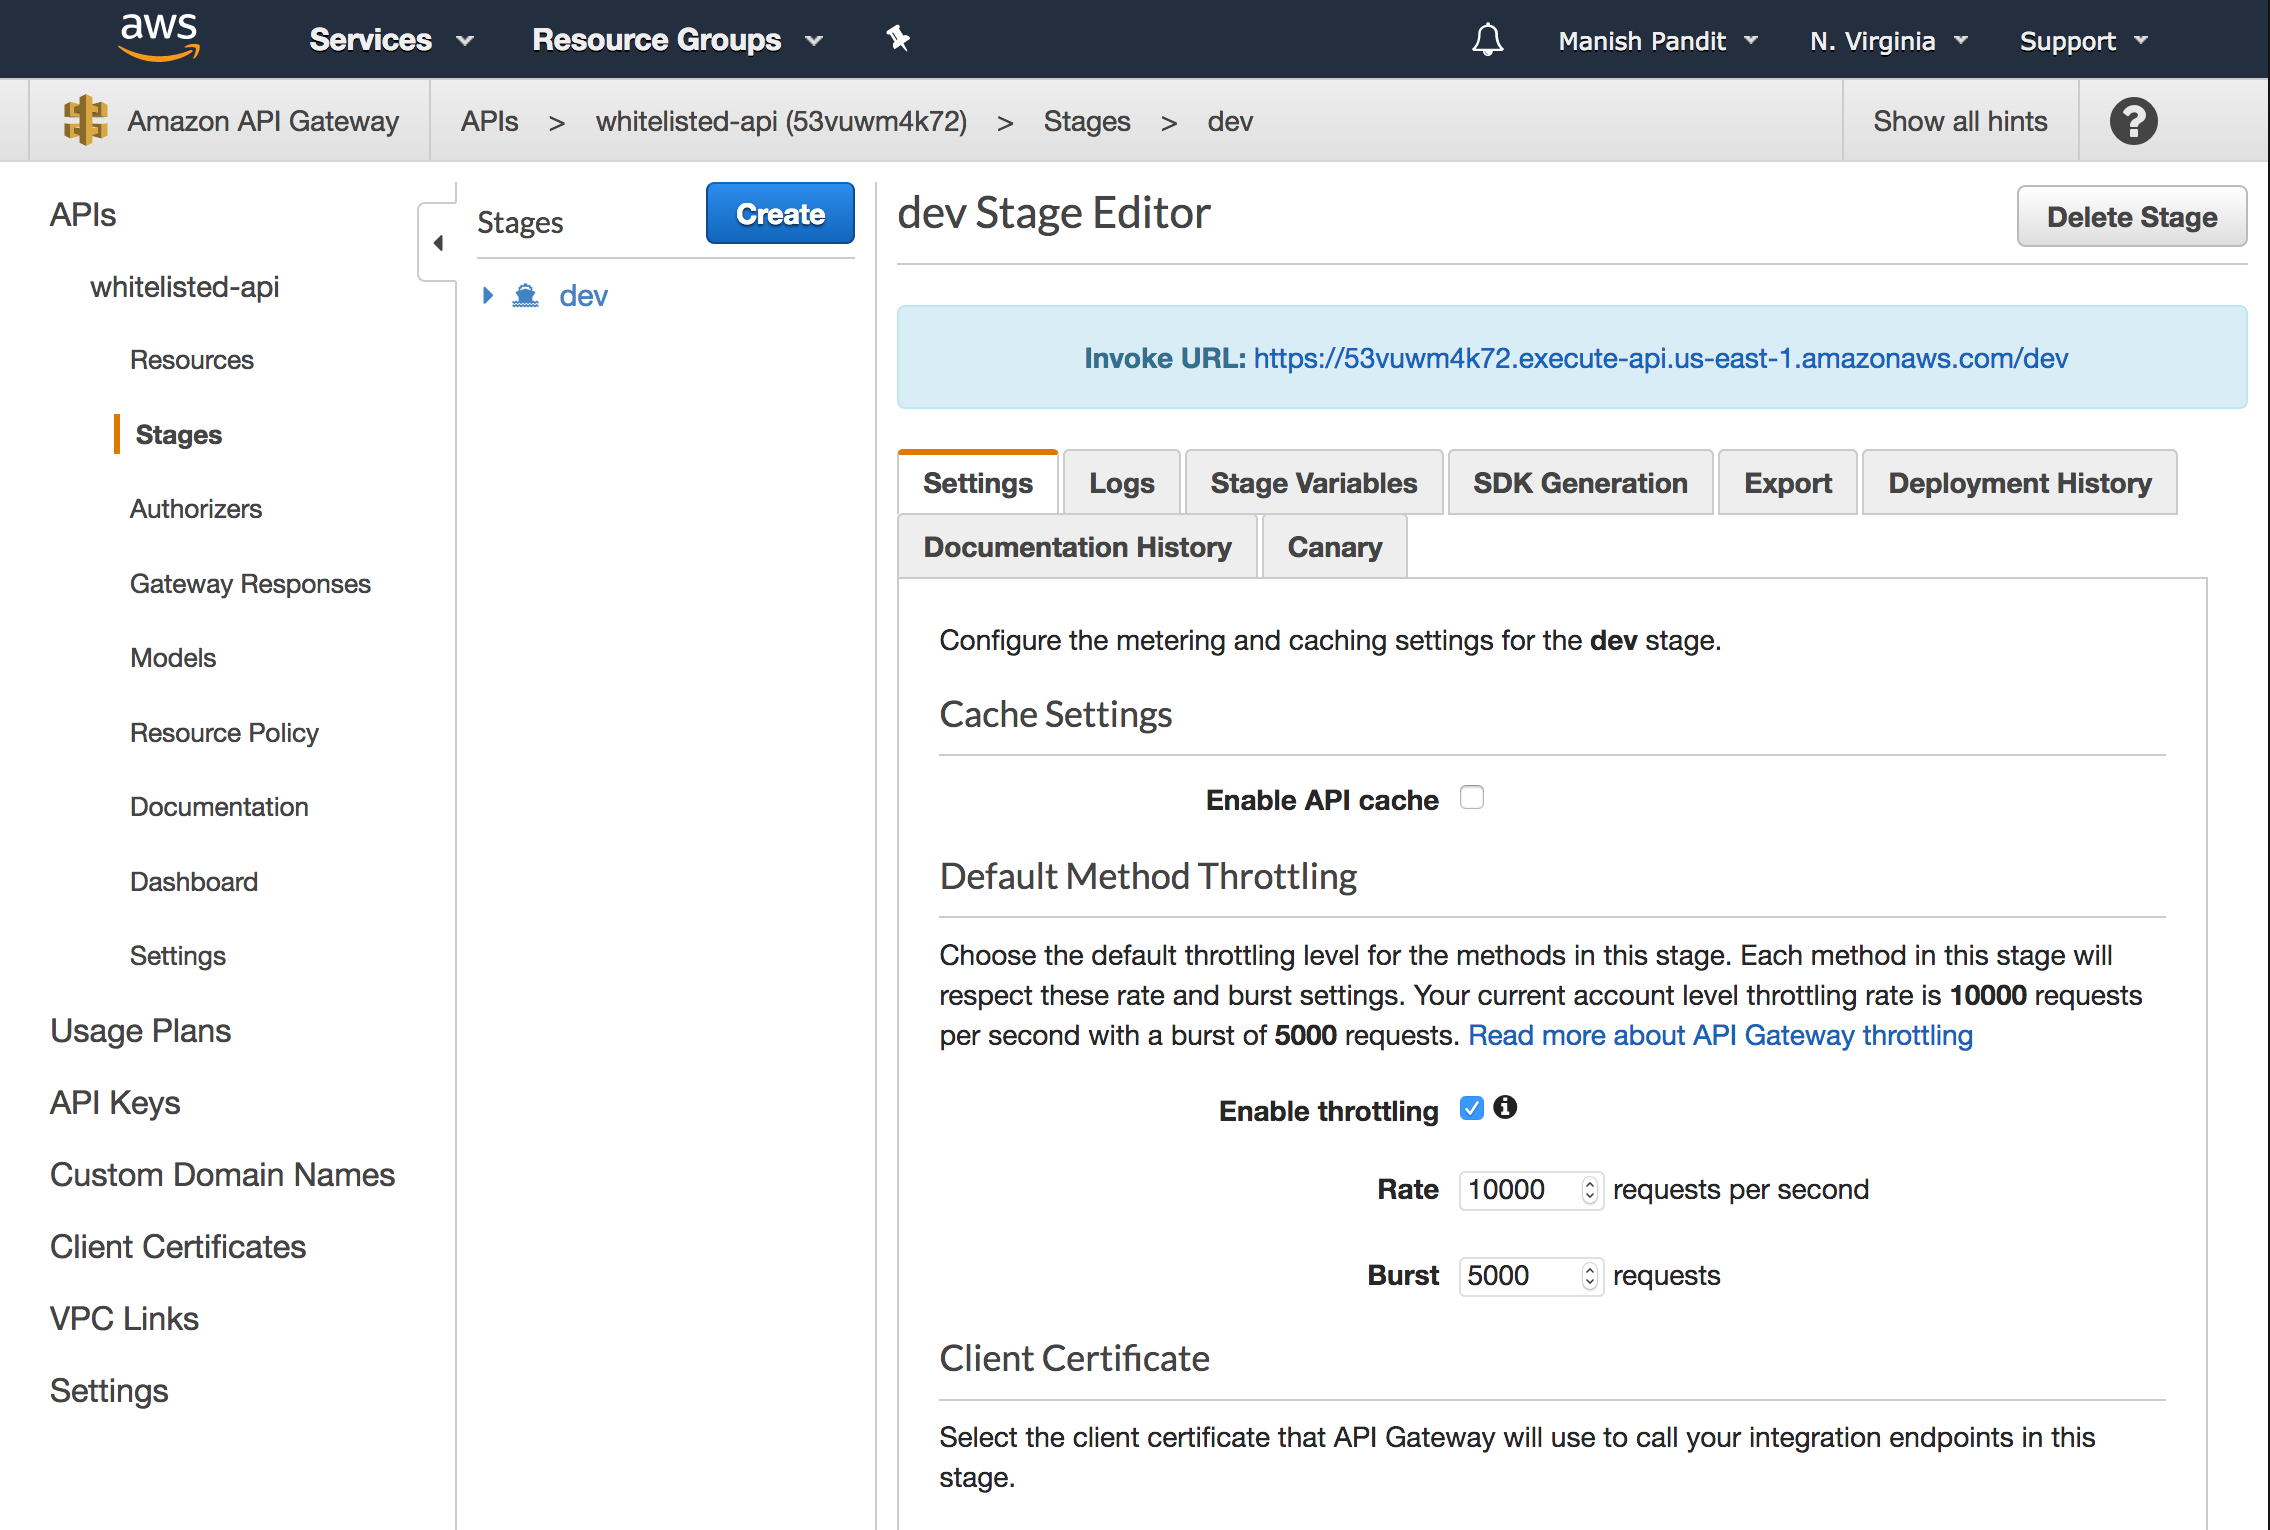 aws Services Resource Groups Manish Pandit N. Virginia Support
Amazon API Gateway APIs > whitelisted-api (53vuwm4k72) > Stages > dev Show all hints ?
APIs
whitelisted-api
Resources
Stages
Authorizers
Gateway Responses
Models
Resource Policy
Documentation
Dashboard
Settings
Usage Plans
API Keys
Custom Domain Names
Client Certificates
VPC Links
Settings
Stages Create
dev
dev Stage Editor Delete Stage
Invoke URL: https://53vuwm4k72.execute-api.us-east-1.amazonaws.com/dev
Settings Logs Stage Variables SDK Generation Export Deployment History
Documentation History Canary
Configure the metering and caching settings for the dev stage.
Cache Settings
Enable API cache
Default Method Throttling
Choose the default throttling level for the methods in this stage. Each method in this stage will
respect these rate and burst settings. Your current account level throttling rate is 10000 requests
per second with a burst of 5000 requests. Read more about API Gateway throttling
Enable throttling
Rate 10000 requests per second
Burst 5000 requests
Client Certificate
Select the client certificate that API Gateway will use to call your integration endpoints in this
stage.